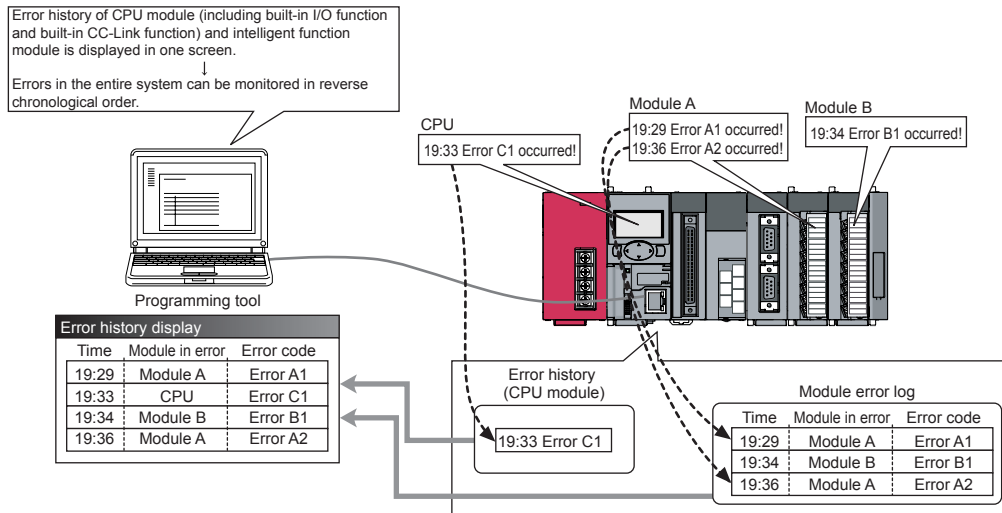 Error history of CPU module (including built-in I/O function
and built-in CC-Link function) and intelligent function
module is displayed in one screen.
↓
Errors in the entire system can be monitored in reverse
chronological order.
CPU
19:33 Error C1 occurred!
Module A
19:29 Error A1 occurred!
19:36 Error A2 occurred!
Module B
19:34 Error B1 occurred!
Programming tool
Error history display
Time Module in error Error code
19:29 Module A Error A1
19:33 CPU Error C1
19:34 Module B Error B1
19:36 Module A Error A2
Error history
(CPU module)
19:33 Error C1
Module error log
Time Module in error Error code
19:29 Module A Error A1
19:34 Module B Error B1
19:36 Module A Error A2